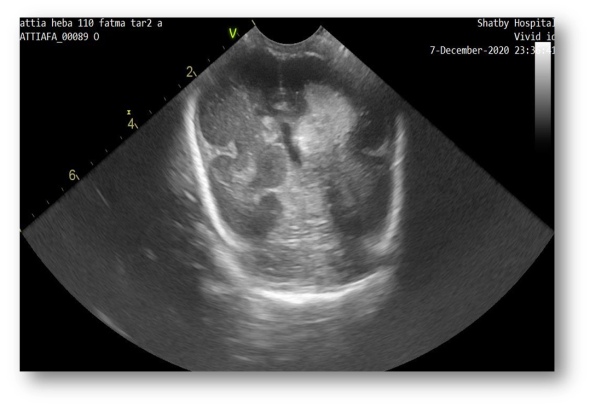 attia heba 110 fatma tar2 a
ATTIAFA_00089 O
Shatby Hospital
Vivid
7-December-2020
V
2
4
6